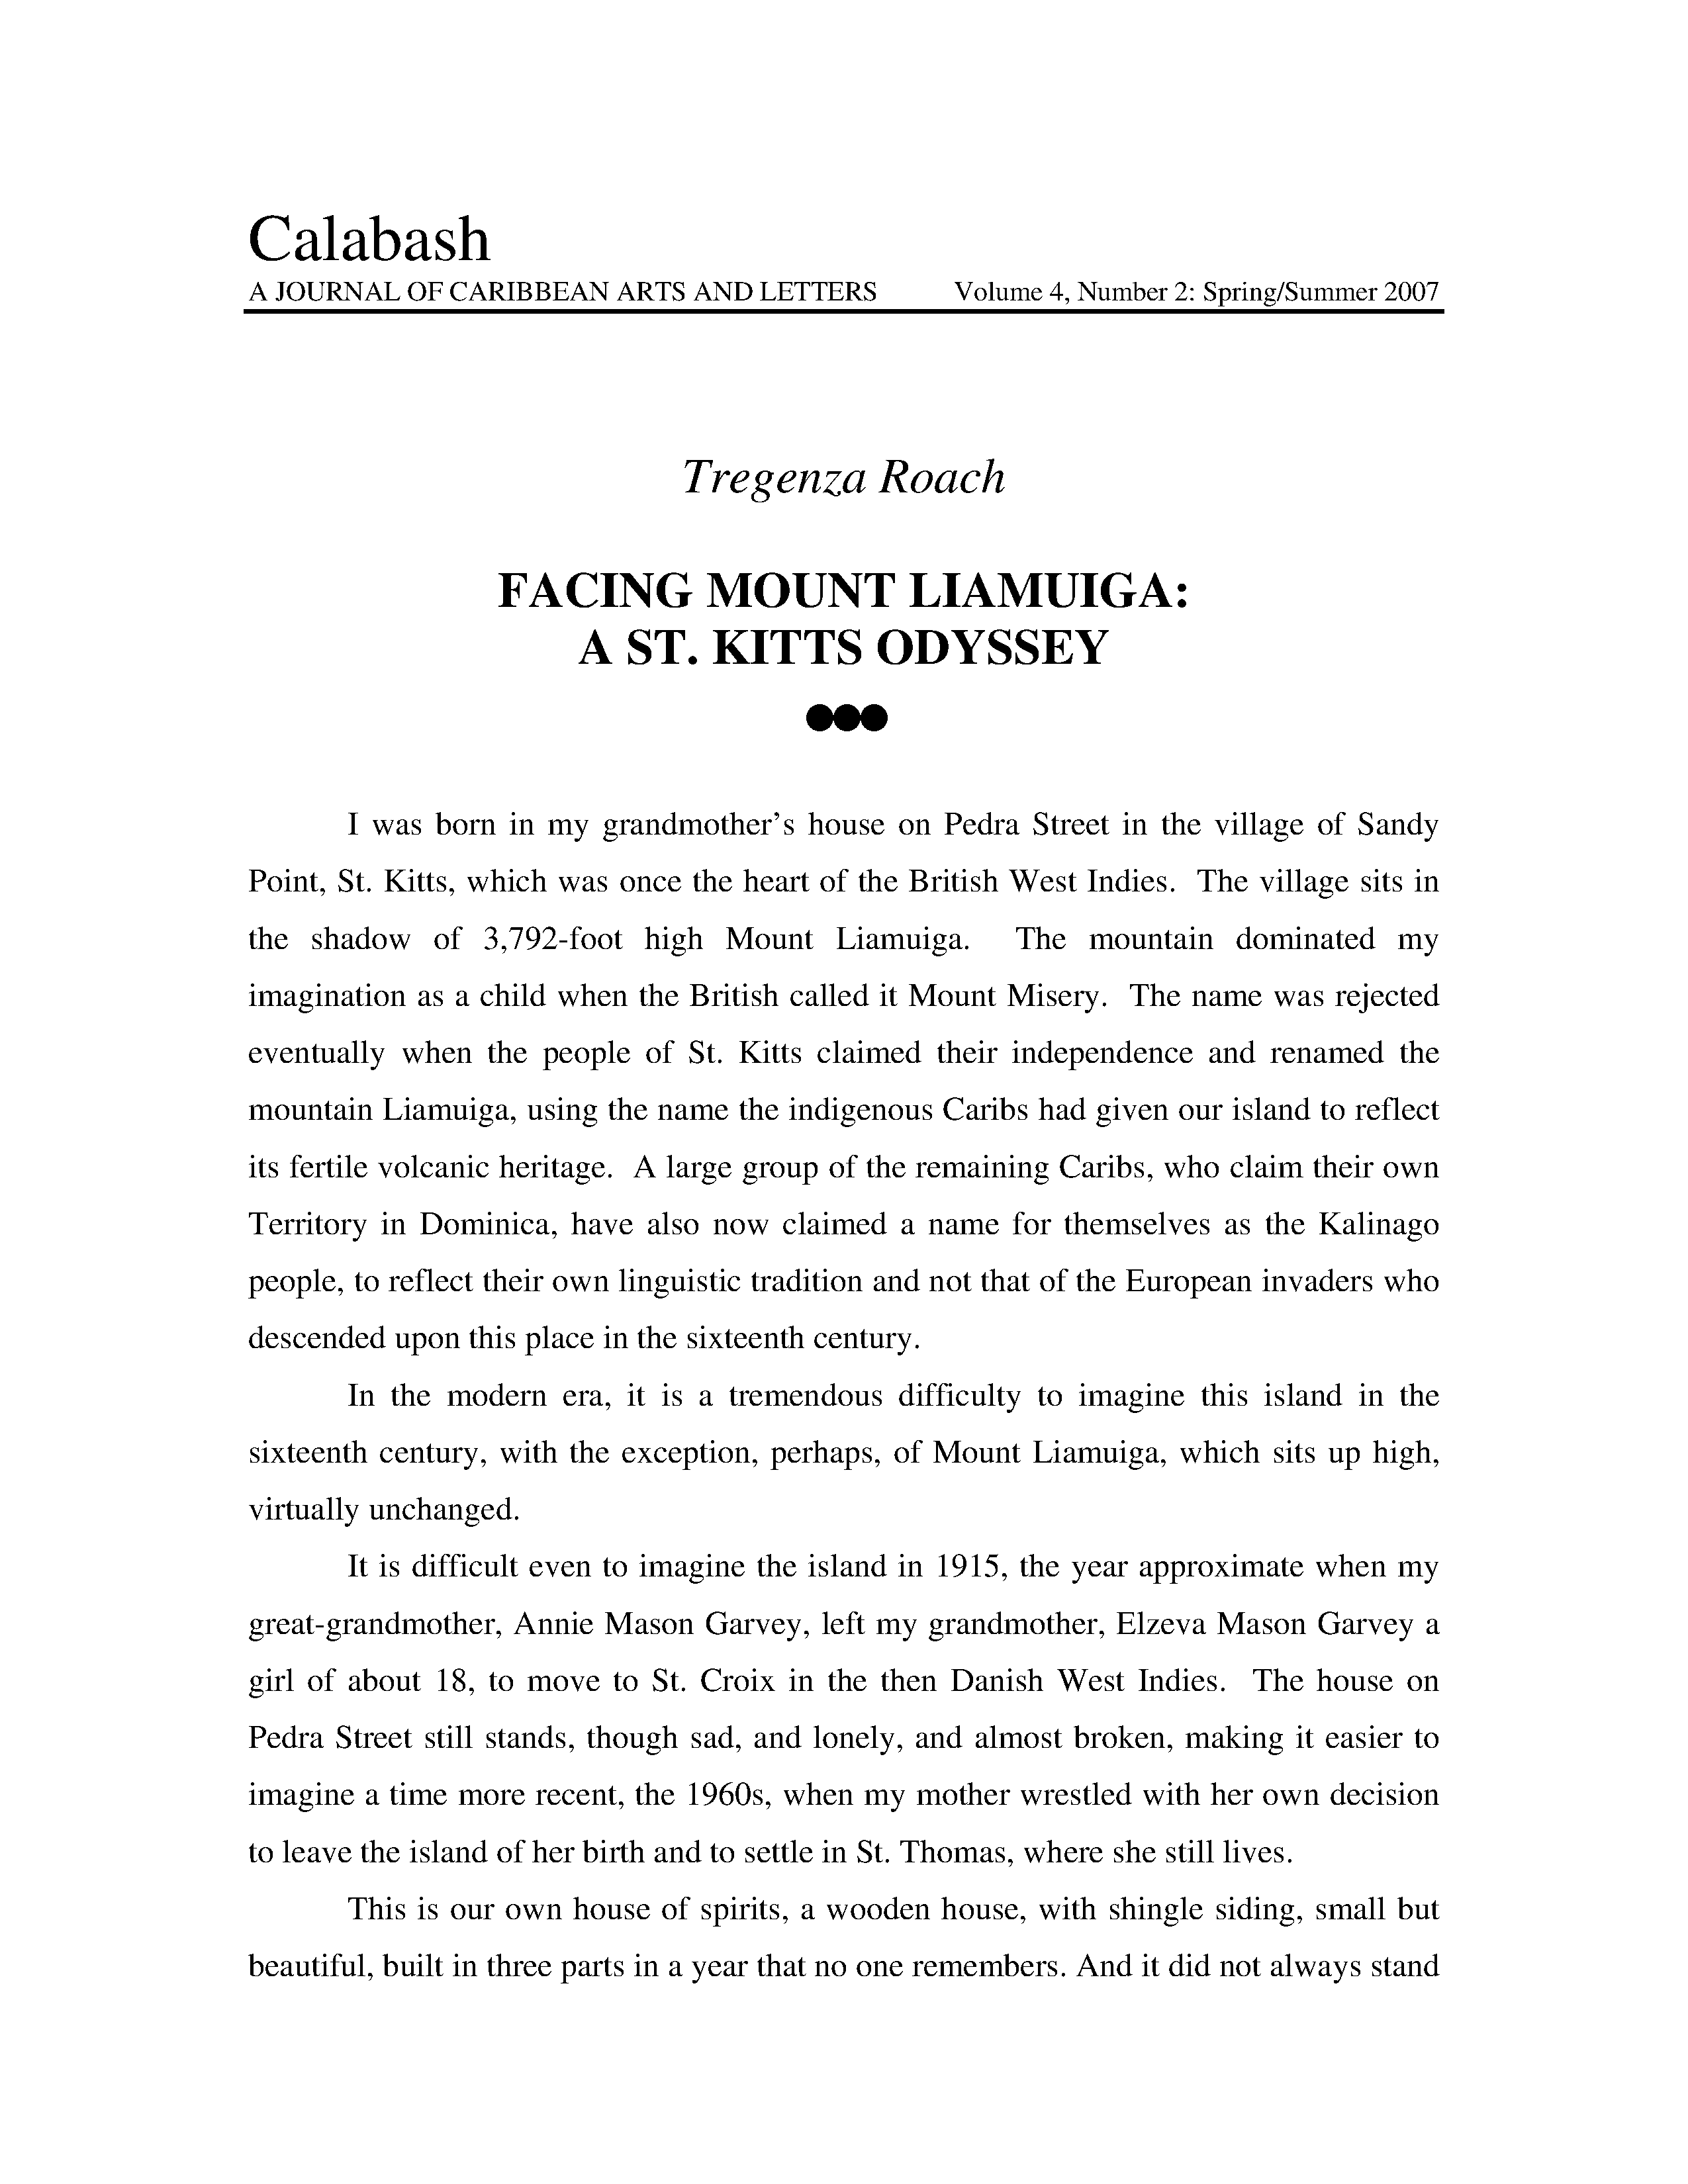 Calabash
A JOURNAL OF CARIBBEAN ARTS AND LETTERS Volume 4, Number 2: Spring/Summer 2007
Tregenza Roach
FACING MOUNT LIAMUIGA:
A ST. KITTS ODYSSEY
●●●
I was born in my grandmother’s house on Pedra Street in the village of Sandy
Point, St. Kitts, which was once the heart of the British West Indies. The village sits in
the shadow of 3,792-foot high Mount Liamuiga. The mountain dominated my
imagination as a child when the British called it Mount Misery. The name was rejected
eventually when the people of St. Kitts claimed their independence and renamed the
mountain Liamuiga, using the name the indigenous Caribs had given our island to reflect
its fertile volcanic heritage. A large group of the remaining Caribs, who claim their own
Territory in Dominica, have also now claimed a name for themselves as the Kalinago
people, to reflect their own linguistic tradition and not that of the European invaders who
descended upon this place in the sixteenth century.
In the modern era, it is a tremendous difficulty to imagine this island in the
sixteenth century, with the exception, perhaps, of Mount Liamuiga, which sits up high,
virtually unchanged.
It is difficult even to imagine the island in 1915, the year approximate when my
great-grandmother, Annie Mason Garvey, left my grandmother, Elzeva Mason Garvey a
girl of about 18, to move to St. Croix in the then Danish West Indies. The house on
Pedra Street still stands, though sad, and lonely, and almost broken, making it easier to
imagine a time more recent, the 1960s, when my mother wrestled with her own decision
to leave the island of her birth and to settle in St. Thomas, where she still lives.
This is our own house of spirits, a wooden house, with shingle siding, small but
beautiful, built in three parts in a year that no one remembers. And it did not always stand